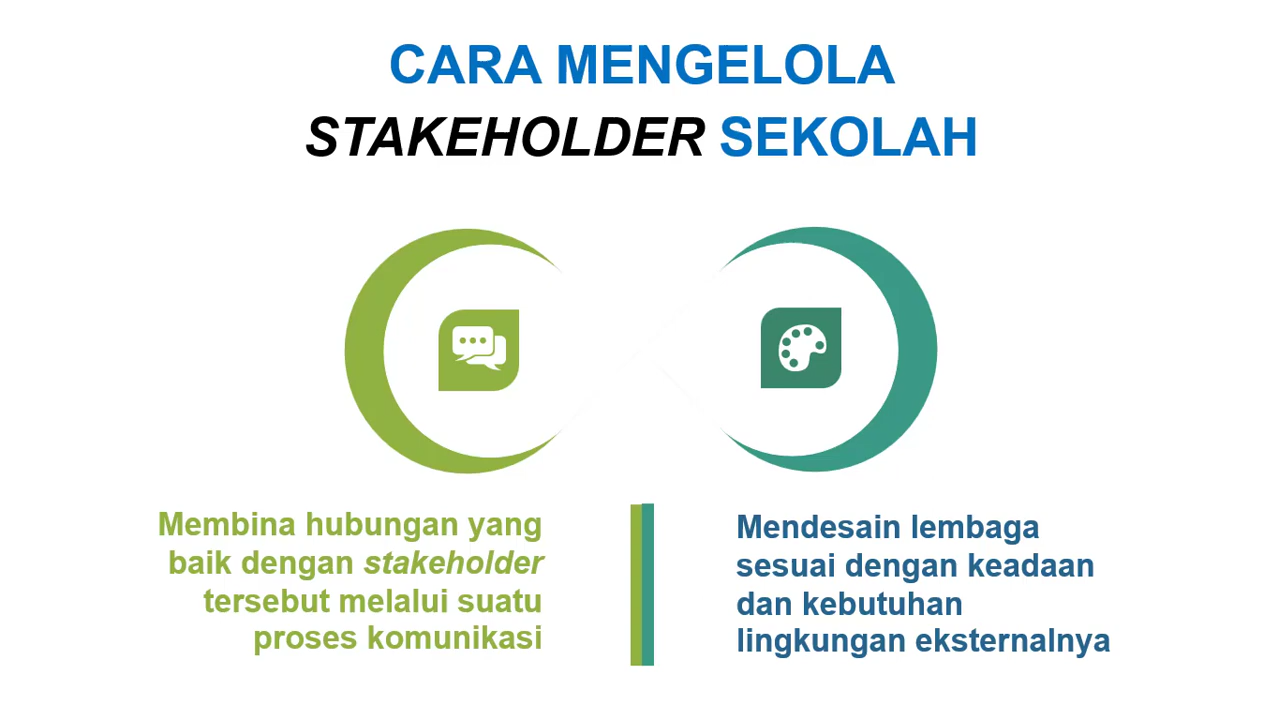 CARA MENGELOLA
STAKEHOLDER SEKOLAH
Membina hubungan yang
baik dengan stakeholder
tersebut melalui suatu
proses komunikasi
Mendesain lembaga
sesuai dengan keadaan
dan kebutuhan
lingkungan eksternalnya